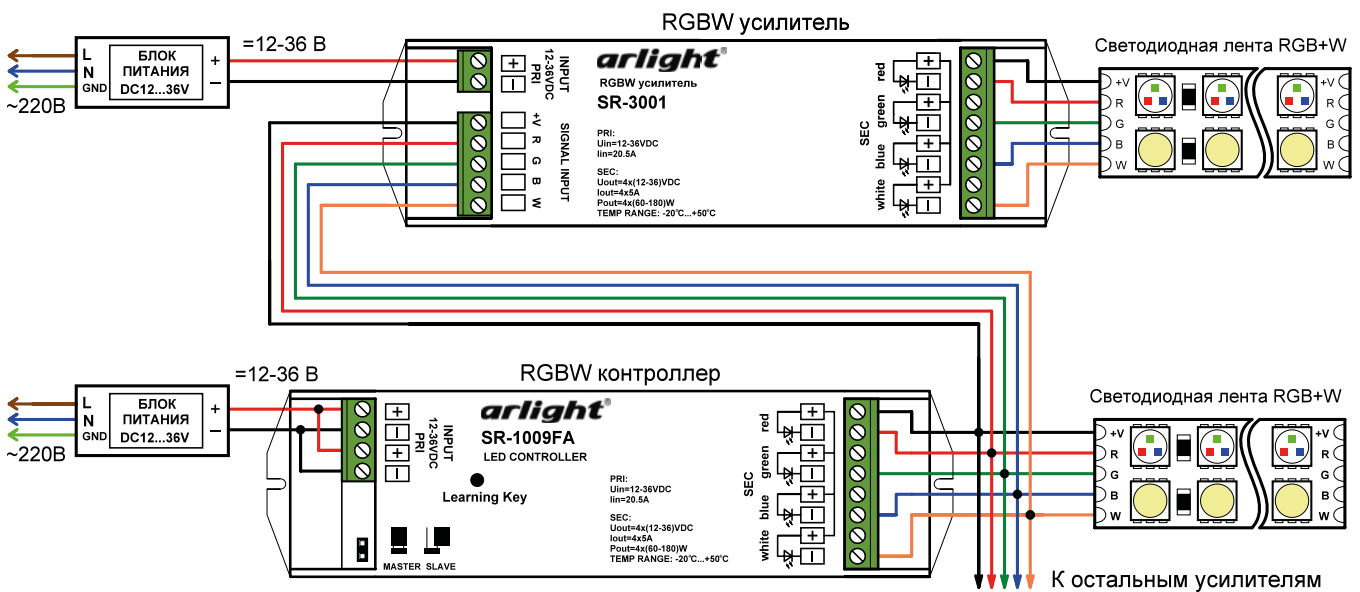 RGBW усилитель
=12-36 В
L
N
GND
БЛОК
ПИТАНИЯ
DC12...36V
+
−
~220В
+
−
INPUT
12-36VDC
PRI
+V
R
G
B
W
SIGNAL INPUT
arlight®
RGBW усилитель
SR-3001
PRI:
Uin=12-36VDC
Iin=20.5A
SEC:
Uout=4x(12-36)VDC
Iout=4x5A
Pout=4x(60-180)W
TEMP RANGE: -20°C...+50°C
SEC
red
green
blue
white
+
−
+
−
+
−
+
−
Светодиодная лента RGB+W
+V
R
G
B
W
+V
R
G
B
W
RGBW контроллер
=12-36 В
L
N
GND
БЛОК
ПИТАНИЯ
DC12...36V
+
−
~220В
+
−
+
−
INPUT
12-36VDC
PRI
arlight®
SR-1009FA
LED CONTROLLER
Learning Key
MASTER SLAVE
PRI:
Uin=12-36VDC
Iin=20.5A
SEC:
Uout=4x(12-36)VDC
Iout=4x5A
Pout=4x(60-180)W
TEMP RANGE: -20°C...+50°C
SEC
red
green
blue
white
+
−
+
−
+
−
+
−
Светодиодная лента RGB+W
+V
R
G
B
W
+V
R
G
B
W
К остальным усилителям